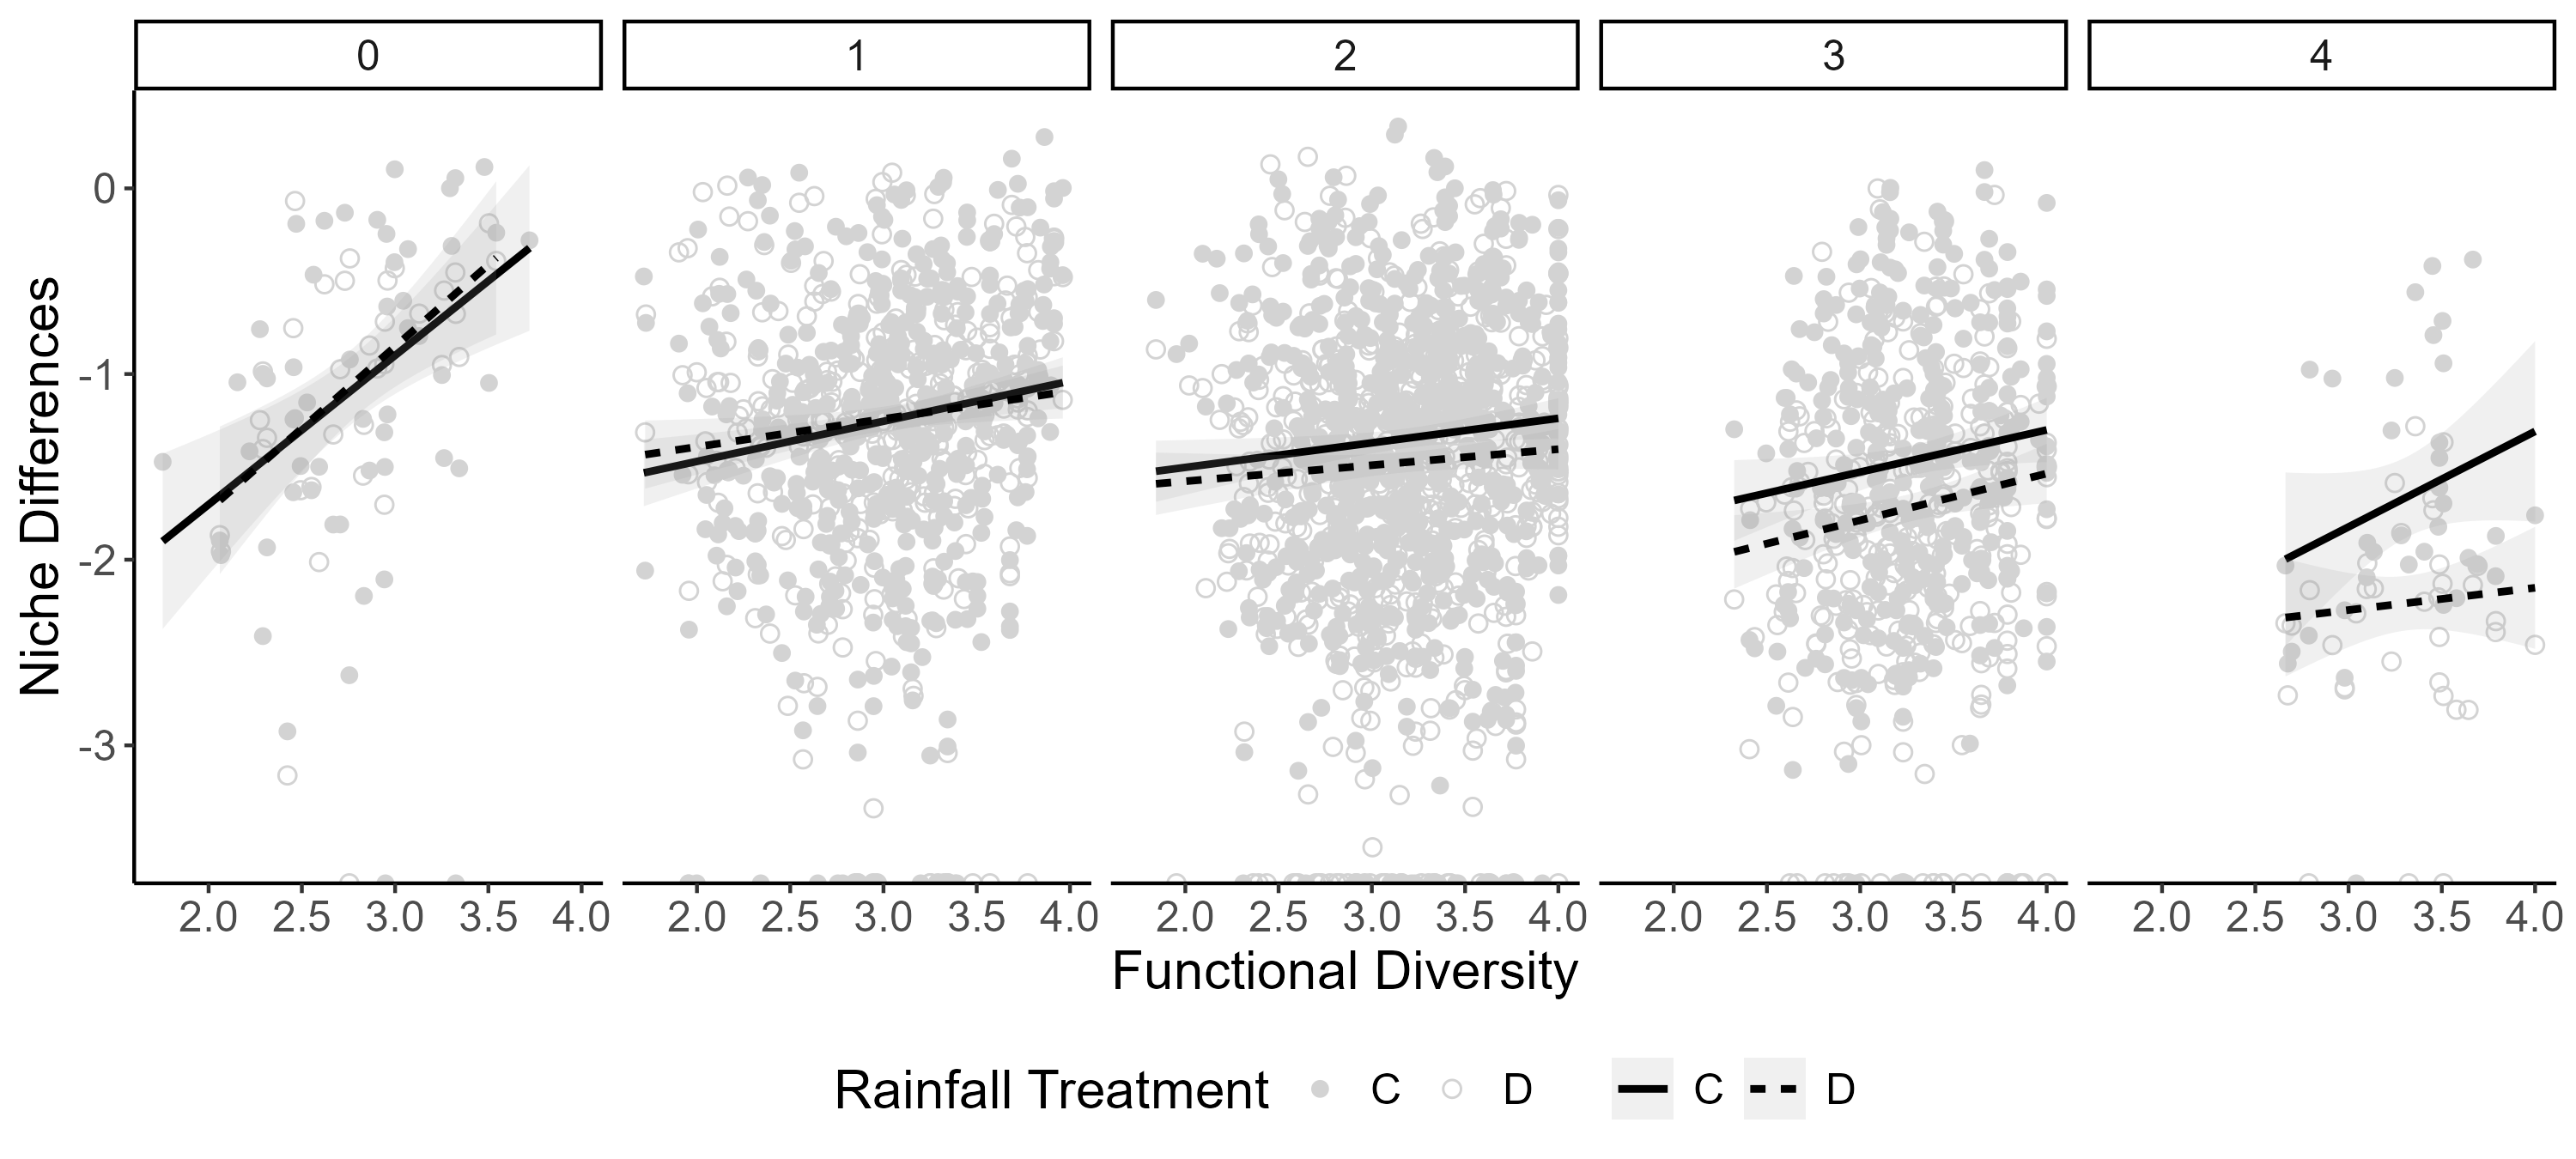 0 1 2 3 4
Niche Differences
0
-1
-2
-3
2.0 2.5 3.0 3.5 4.0 2.0 2.5 3.0 3.5 4.0 2.0 2.5 3.0 3.5 4.0 2.0 2.5 3.0 3.5 4.0 2.0 2.5 3.0 3.5 4.0
Functional Diversity
Rainfall Treatment C D C D